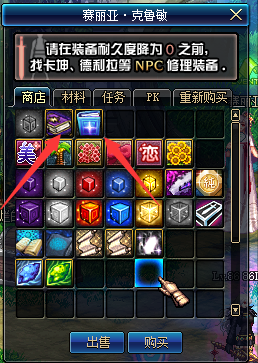 赛丽亚·克鲁敏
请在装备耐久度降为 0 之前，
找卡坤、德利拉等 NPC 修理装备．
商店 材料 任务 PK 重新购买
美 恋
出售 购买